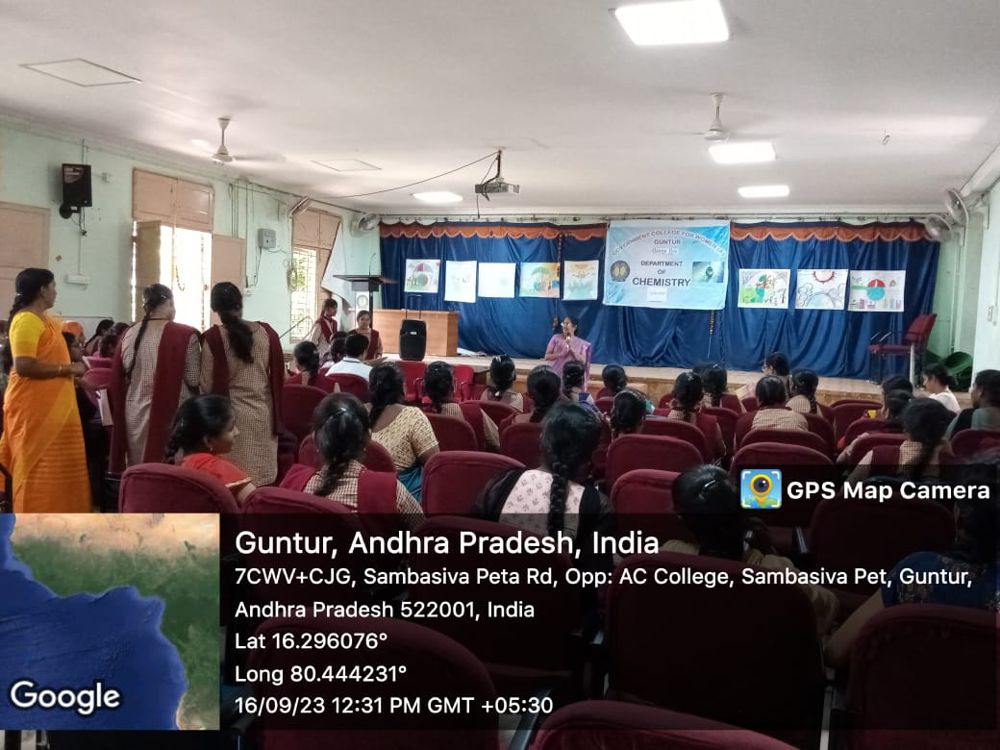 GOVERNMENT COLLEGE FOR WOMEN (A)
GUNTUR
Ozone Day
DEPARTMENT
OF
CHEMISTRY
GPS Map Camera
Guntur, Andhra Pradesh, India
7CWV+CJG, Sambasiva Peta Rd, Opp: AC College, Sambasiva Pet, Guntur,
Andhra Pradesh 522001, India
Lat 16.296076°
Long 80.444231°
16/09/23 12:31 PM GMT +05:30
Google